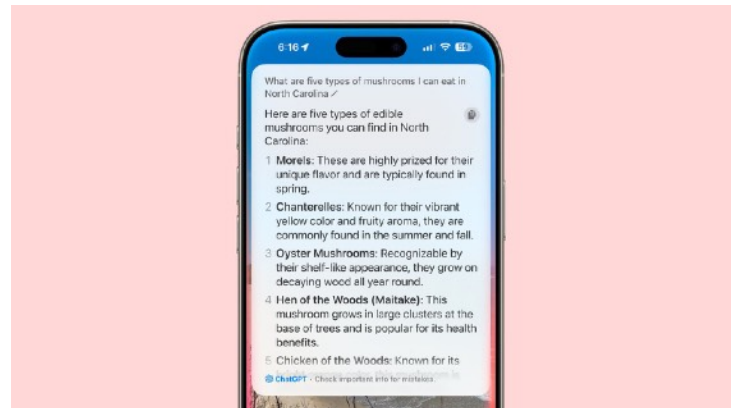 6:16
What are five types of mushrooms I can eat in
North Carolina
Here are five types of edible
mushrooms you can find in North
Carolina:
1 Morels: These are highly prized for their
unique flavor and are typically found in
spring.
2 Chanterelles: Known for their vibrant
yellow color and fruity aroma, they are
commonly found in the summer and fall.
3 Oyster Mushrooms: Recognizable by
their shelf-like appearance, they grow on
decaying wood all year round.
4 Hen of the Woods (Maitake): This
mushroom grows in large clusters at the
base of trees and is popular for its health
benefits.
5 Chicken of the Woods: Known for its
ChatGPT - Check important info for mistakes.